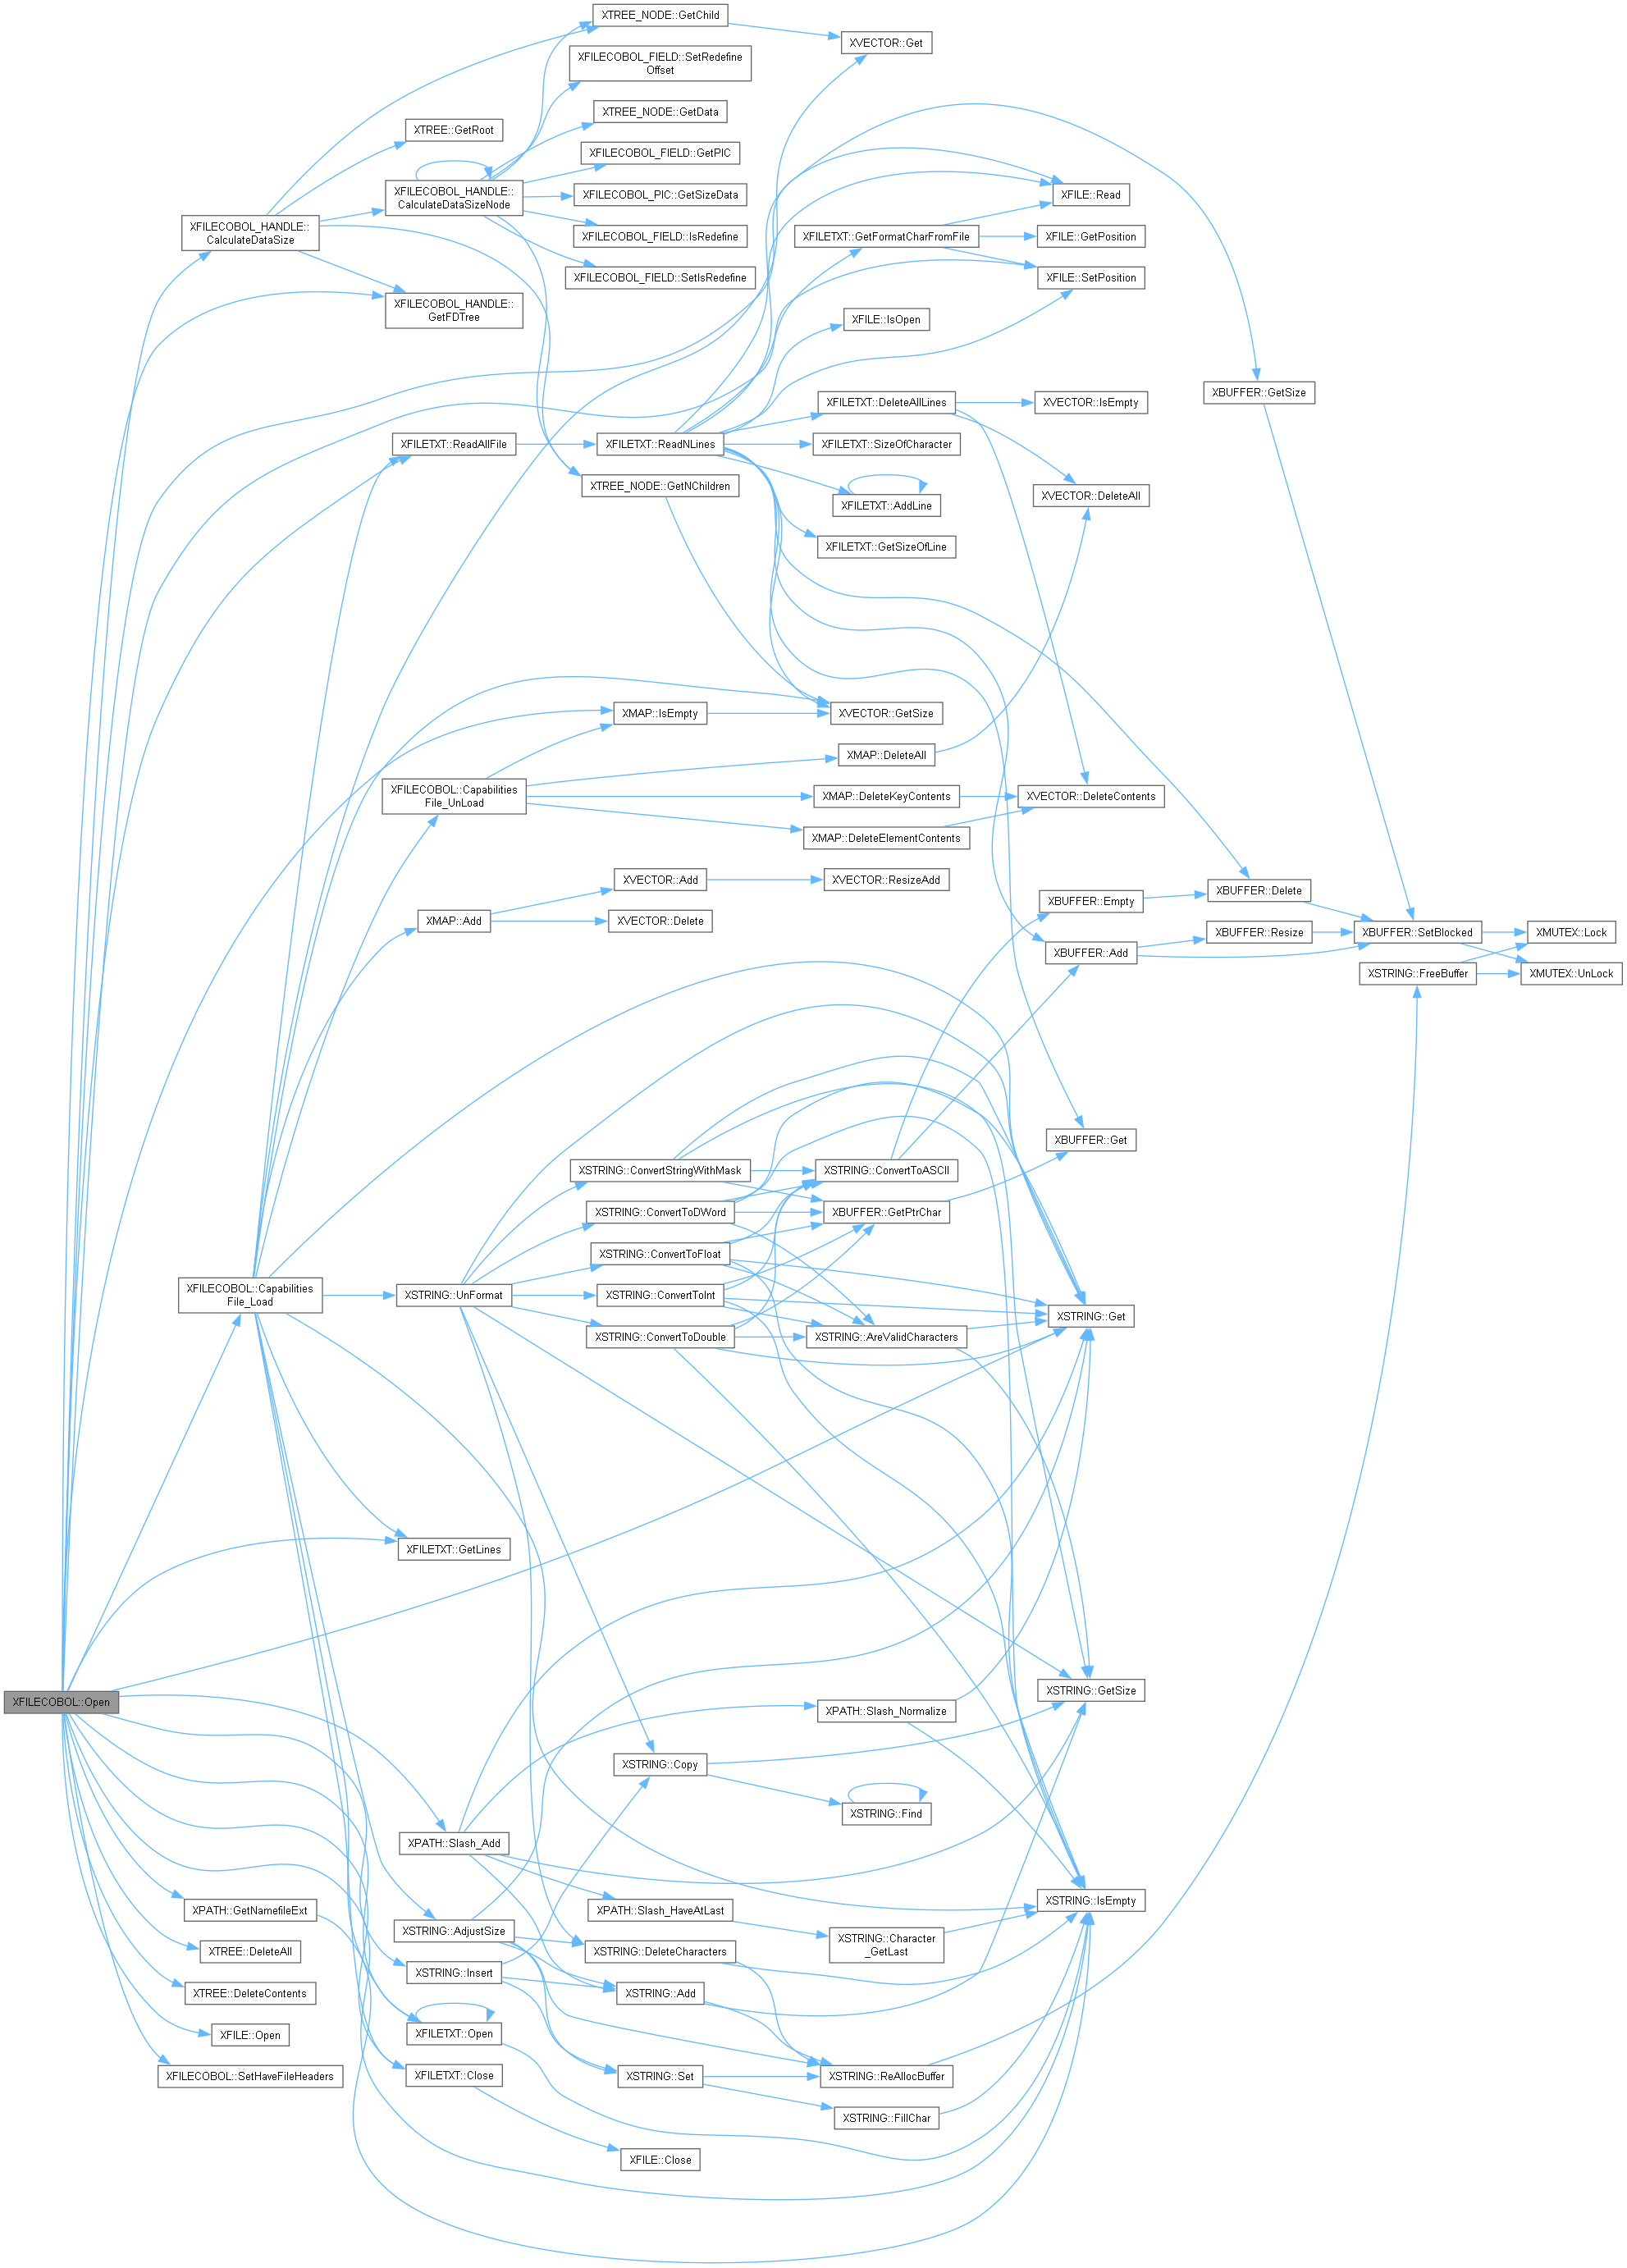 XTREE_NODE::GetChild
XVECTOR::Get
XFILECOBOL_FIELD::SetRedefine
Offset
XTREE_NODE::GetData
XTREE::GetRoot
XFILECOBOL_FIELD::GetPIC
XFILECOBOL_HANDLE::
CalculateDataSizeNode
XFILECOBOL_PIC::GetSizeData
XFILE::Read
XFILECOBOL_HANDLE::
CalculateDataSize
XFILECOBOL_FIELD::IsRedefine
XFILETXT::GetFormatCharFromFile
XFILE::GetPosition
XFILECOBOL_FIELD::SetIsRedefine
XFILE::SetPosition
XFILECOBOL_HANDLE::
GetFDTree
XFILE::IsOpen
XBUFFER::GetSize
XFILETXT::DeleteAllLines
XVECTOR::IsEmpty
XFILETXT::ReadAllFile
XFILETXT::ReadNLines
XFILETXT::SizeOfCharacter
XTREE_NODE::GetNChildren
XVECTOR::DeleteAll
XFILETXT::AddLine
XFILETXT::GetSizeOfLine
XMAP::IsEmpty
XVECTOR::GetSize
XMAP::DeleteAll
XFILECOBOL::Capabilities
File_UnLoad
XMAP::DeleteKeyContents
XVECTOR::DeleteContents
XMAP::DeleteElementContents
XVECTOR::Add
XVECTOR::ResizeAdd
XBUFFER::Empty
XBUFFER::Delete
XMAP::Add
XVECTOR::Delete
XBUFFER::Resize
XBUFFER::SetBlocked
XMUTEX::Lock
XBUFFER::Add
XSTRING::FreeBuffer
XMUTEX::UnLock
XBUFFER::Get
XSTRING::ConvertStringWithMask
XSTRING::ConvertToASCII
XSTRING::ConvertToDWord
XBUFFER::GetPtrChar
XSTRING::ConvertToFloat
XFILECOBOL::Capabilities
File_Load
XSTRING::UnFormat
XSTRING::ConvertToInt
XSTRING::Get
XSTRING::ConvertToDouble
XSTRING::AreValidCharacters
XFILETXT::GetLines
XFILECOBOL::Open
XSTRING::GetSize
XPATH::Slash_Normalize
XSTRING::Copy
XSTRING::Find
XPATH::Slash_Add
XPATH::GetNamefileExt
XPATH::Slash_HaveAtLast
XSTRING::IsEmpty
XSTRING::AdjustSize
XSTRING::Character
_GetLast
XTREE::DeleteAll
XSTRING::DeleteCharacters
XSTRING::Insert
XTREE::DeleteContents
XSTRING::Add
XFILE::Open
XFILETXT::Open
XFILECOBOL::SetHaveFileHeaders
XFILETXT::Close
XSTRING::Set
XSTRING::ReAllocBuffer
XSTRING::FillChar
XFILE::Close